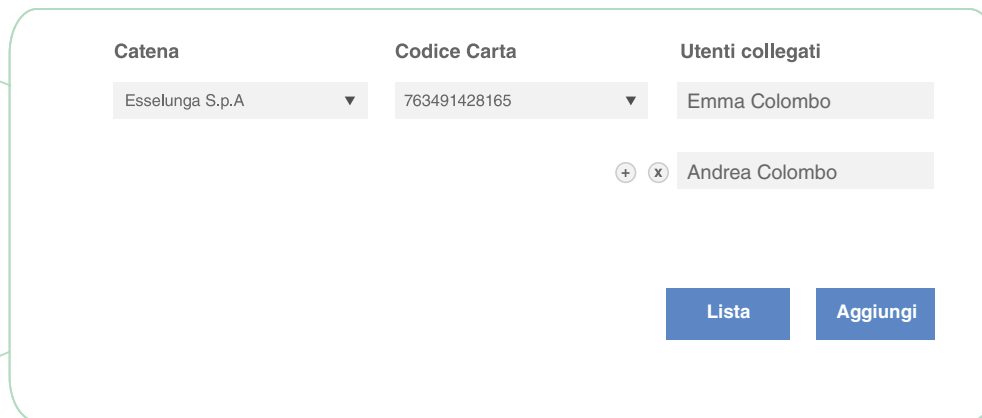 Catena Codice Carta Utenti collegati
Esselunga S.p.A ▼ 763491428165 ▼ Emma Colombo
+ x Andrea Colombo
Lista Aggiungi